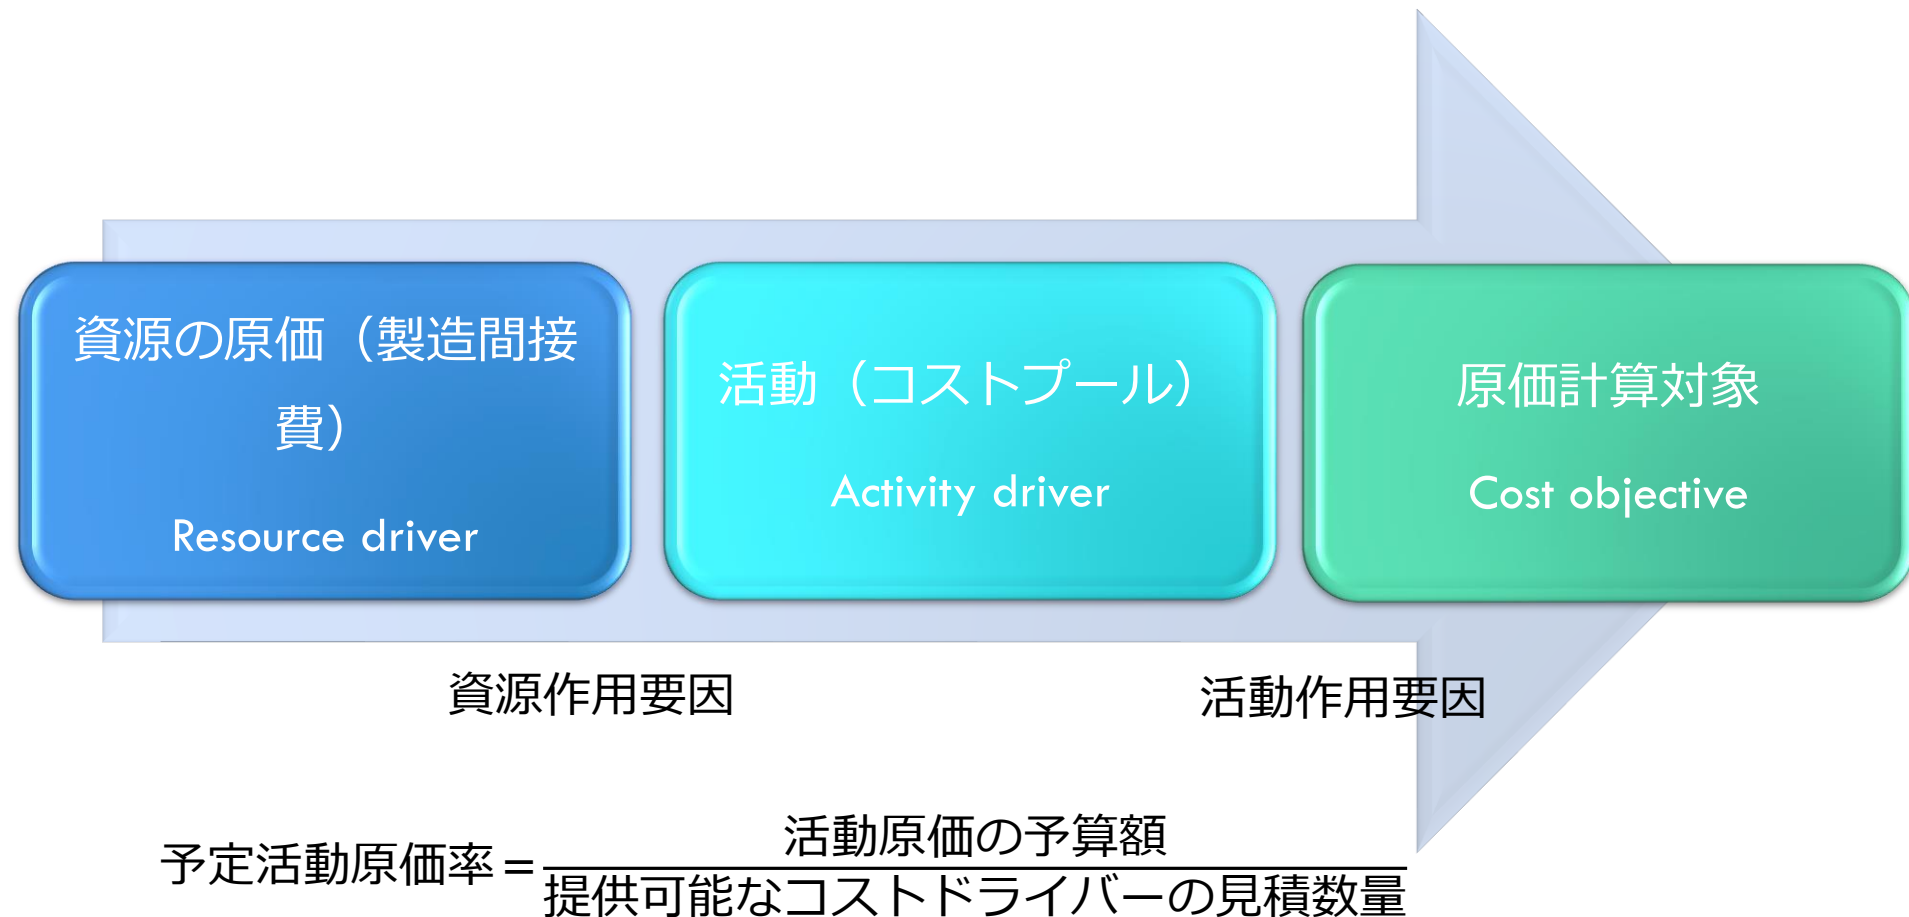 資源の原価（製造間接
費）
Resource driver
活動（コストプール）
Activity driver
原価計算対象
Cost objective
資源作用要因
活動作用要因
活動原価の予算額
予定活動原価率＝
提供可能なコストドライバーの見積数量